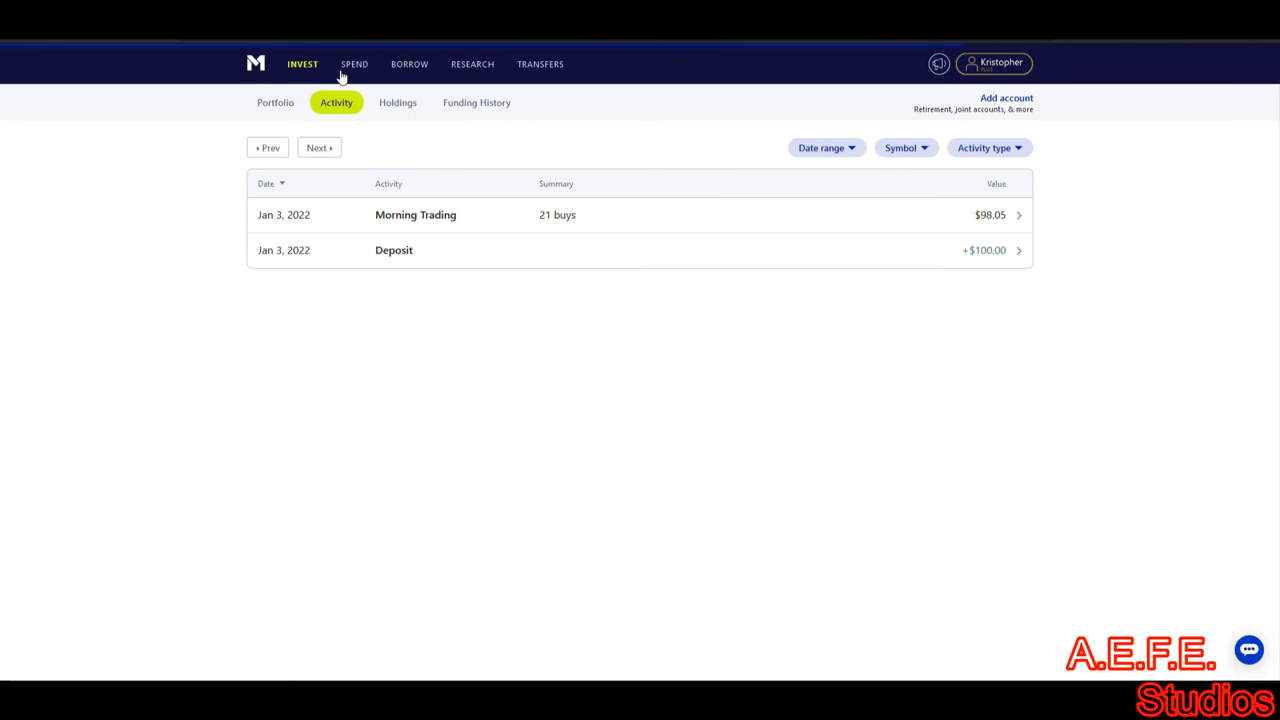 M INVEST SPEND BORROW RESEARCH TRANSFERS Kristopher
PLUS
Portfolio Activity Holdings Funding History Add account
Retirement, joint accounts, & more
Prev Next Date range Symbol Activity type
Date Activity Summary Value
Jan 3, 2022 Morning Trading 21 buys $98.05
Jan 3, 2022 Deposit +$100.00
A.E.F.E.
Studios